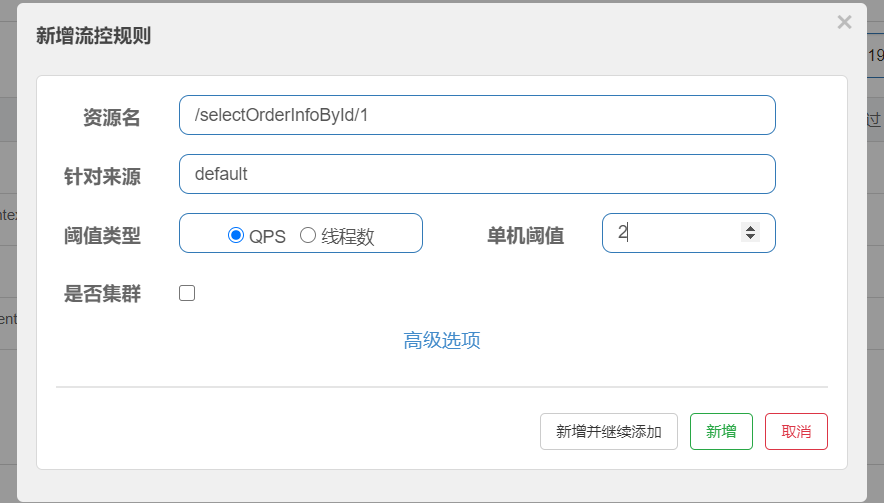 新增流控规则
×
19
资源名 /selectOrderInfoById/1
过
针对来源 default
ntex
阈值类型 QPS 线程数 单机阈值 2
是否集群
ent
高级选项
新增并继续添加 新增 取消